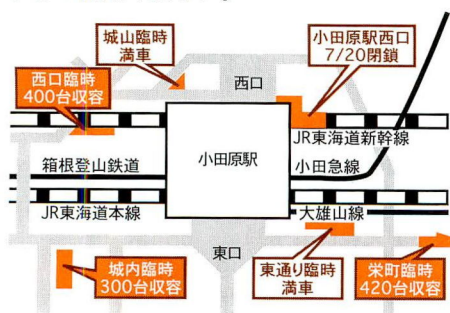 城山臨時
満車
小田原駅西口
7/20閉鎖
西口臨時
400台収容
西口
JR東海道新幹線
箱根登山鉄道
小田原駅
小田急線
JR東海道本線
大雄山線
東口
城内臨時
300台収容
東通り臨時
満車
栄町臨時
420台収容